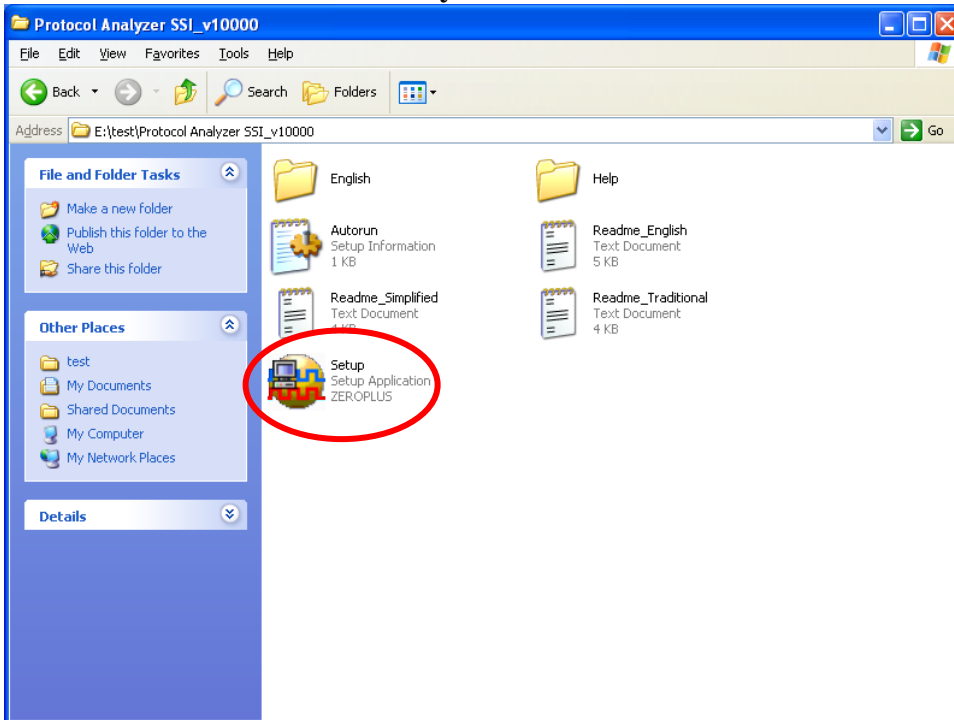 Protocol Analyzer SSI_v10000
File Edit View Favorites Tools Help
Back Search Folders
Address E:\test\Protocol Analyzer SSI_v10000 Go
File and Folder Tasks
Make a new folder
Publish this folder to the
Web
Share this folder
Other Places
test
My Documents
Shared Documents
My Computer
My Network Places
Details
English
Help
Autorun
Setup Information
1 KB
Readme_English
Text Document
5 KB
Readme_Simplified
Text Document
4 KB
Readme_Traditional
Text Document
4 KB
Setup
Setup Application
ZEROPLUS